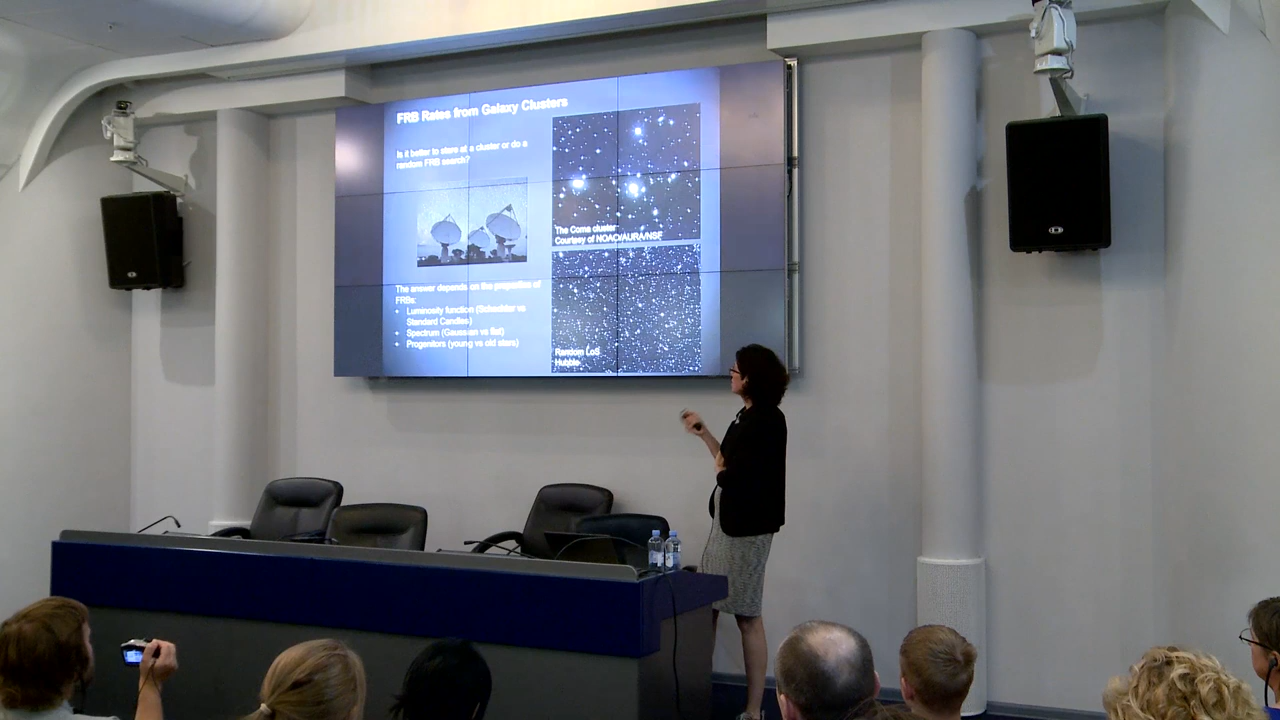 FRB Rates from Galaxy Clusters
Is it better to stare at a cluster or do a
random FRB search?
The Coma cluster
Courtesy of NOAO/AURA/NSF
The answer depends on the properties of
FRBs:
• Luminosity function (Schechter vs
Standard Candles)
• Spectrum (Gaussian vs flat)
• Progenitors (young vs old stars)
Random LoS
Hubble